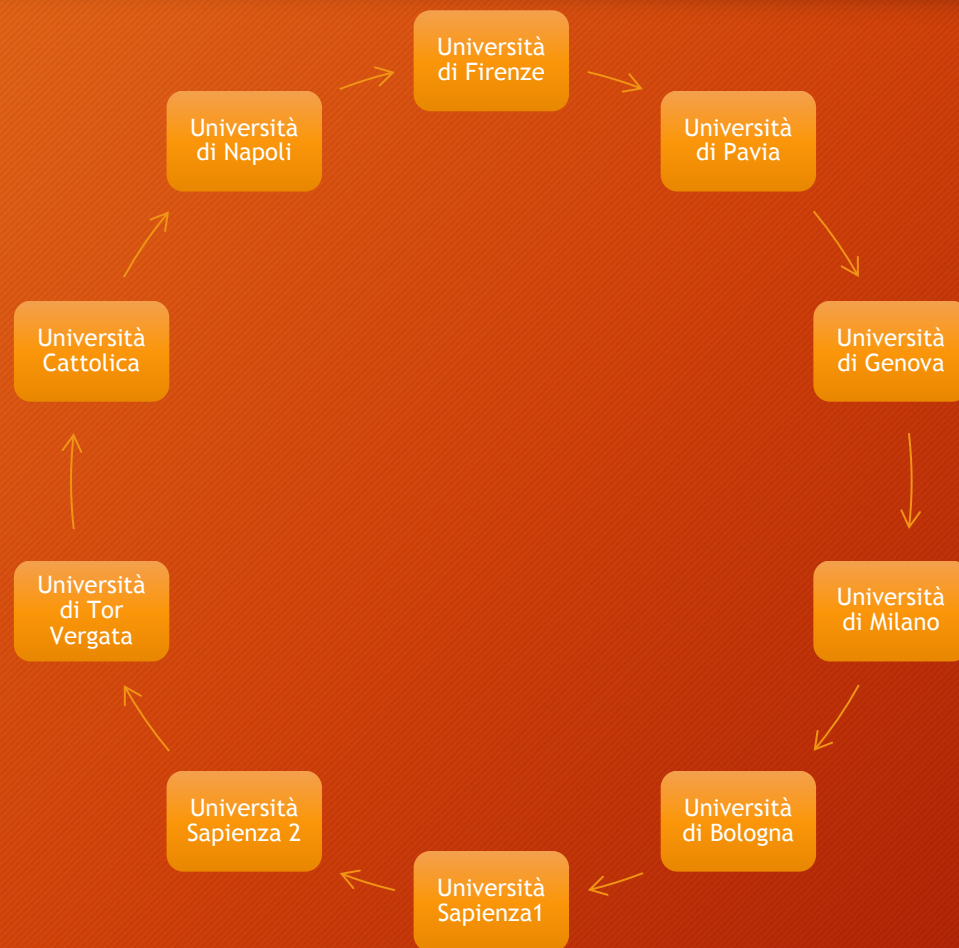 Università
di Firenze
Università
di Pavia
Università
di Genova
Università
di Milano
Università
di Bologna
Università
Sapienza1
Università
Sapienza 2
Università
di Tor
Vergata
Università
Cattolica
Università
di Napoli